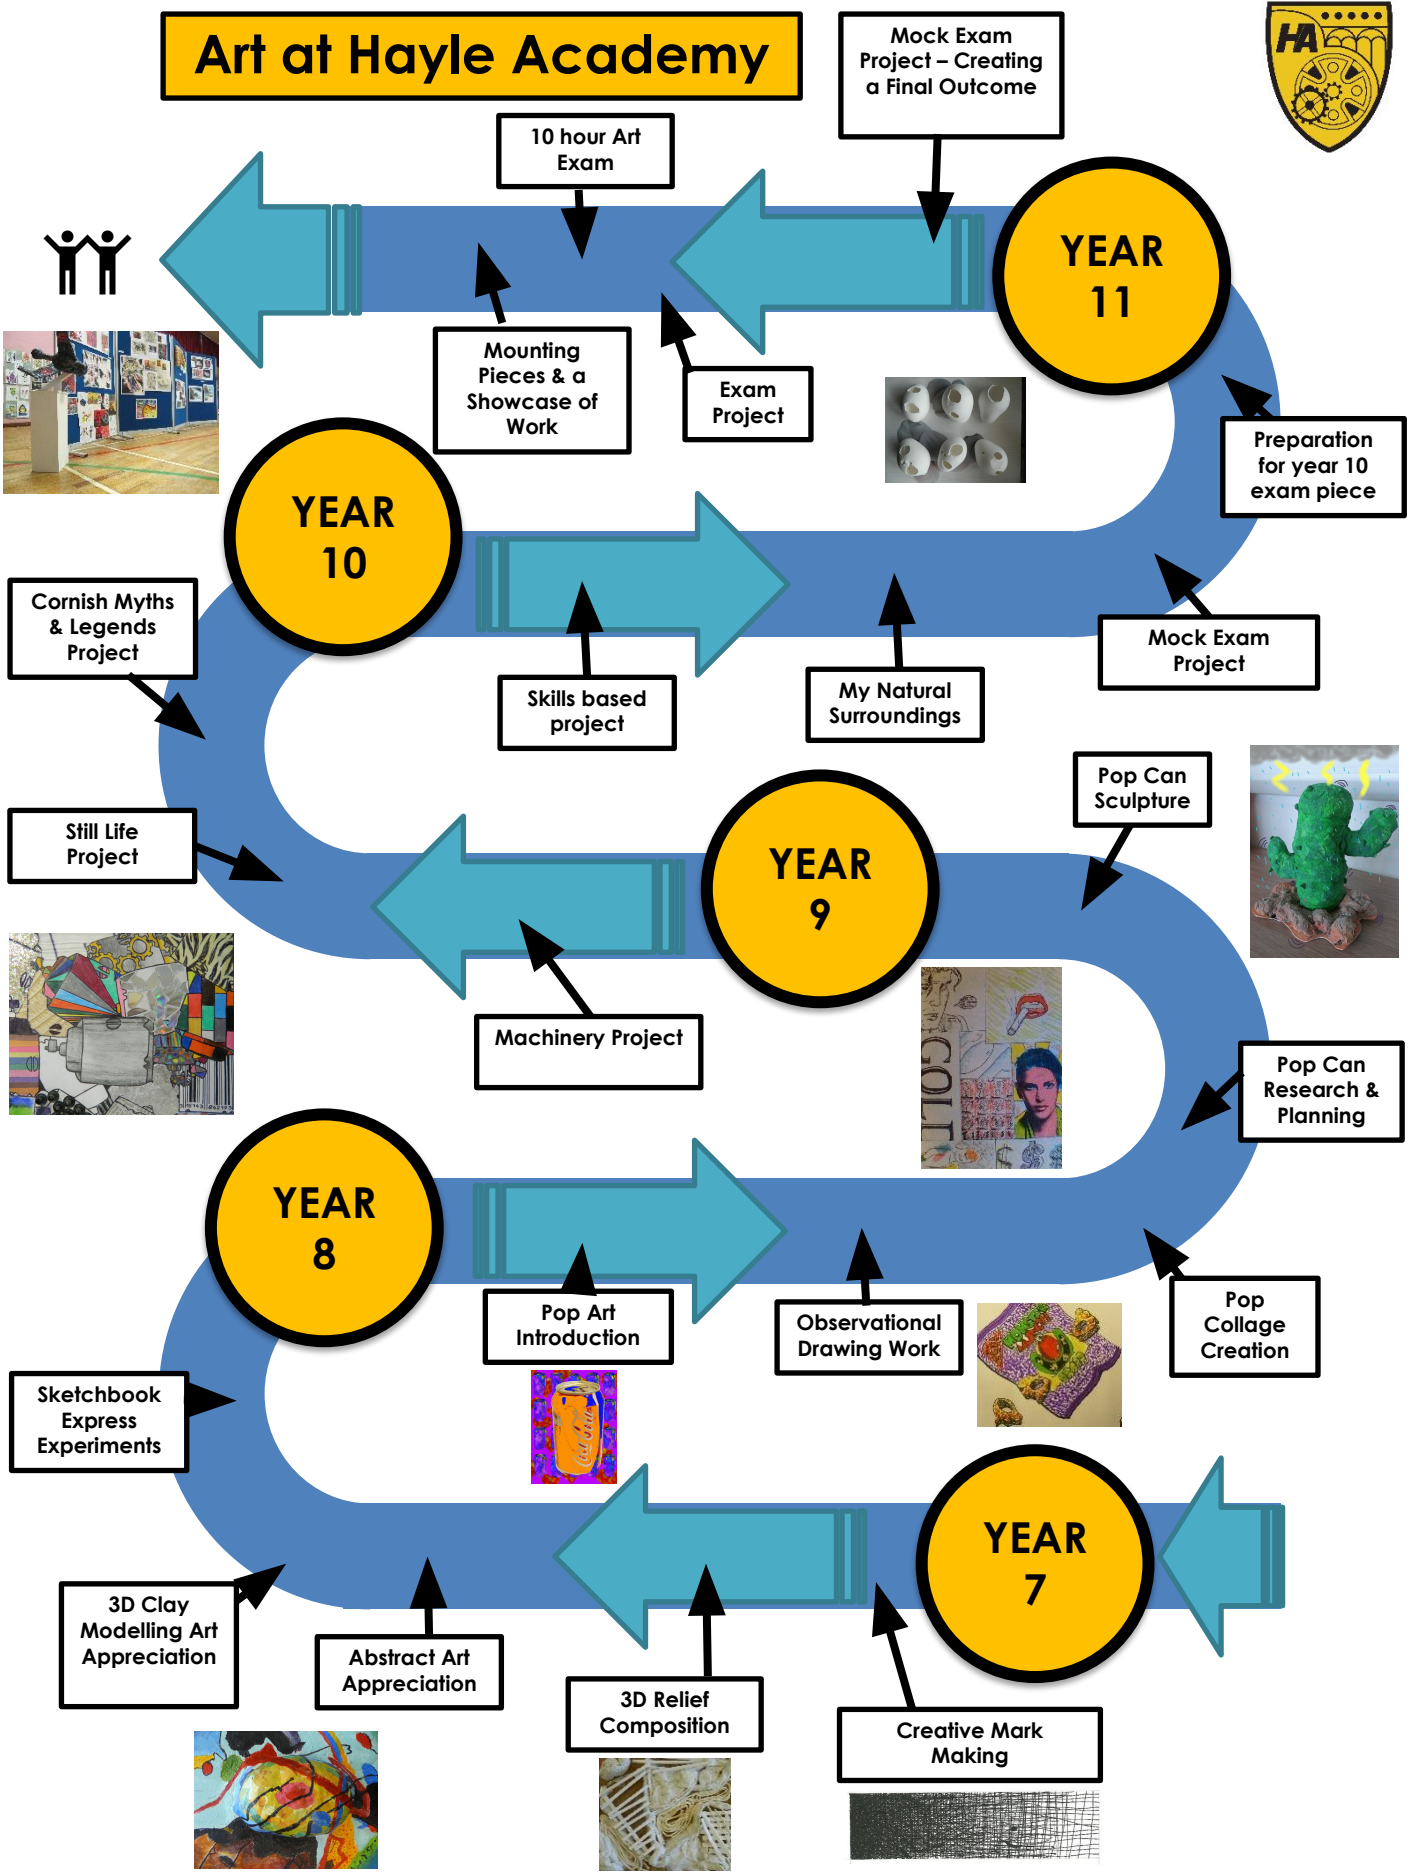 Art at Hayle Academy
Mock Exam
Project – Creating
a Final Outcome
HA
10 hour Art
Exam
YEAR
11
Mounting
Pieces & a
Showcase of
Work
Exam
Project
Preparation
for year 10
exam piece
YEAR
10
Cornish Myths
& Legends
Project
Skills based
project
My Natural
Surroundings
Mock Exam
Project
Pop Can
Sculpture
Still Life
Project
YEAR
9
Machinery Project
GOL
Pop Can
Research &
Planning
YEAR
8
Pop Art
Introduction
Observational
Drawing Work
Pop
Collage
Creation
Sketchbook
Express
Experiments
Coca-Cola
YEAR
7
3D Clay
Modelling Art
Appreciation
Abstract Art
Appreciation
3D Relief
Composition
Creative Mark
Making